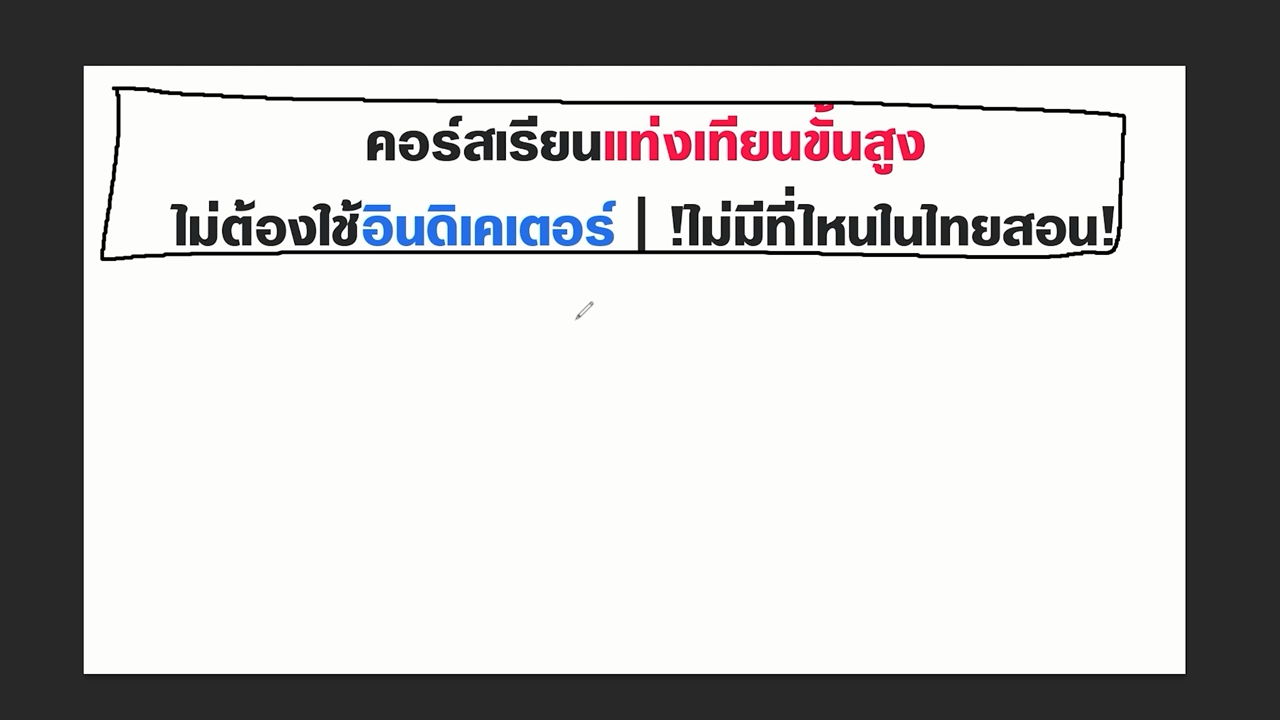 คอร์สเรียนแท่งเทียนขั้นสูง
ไม่ต้องใช้อินดิเคเตอร์ | !ไม่มีที่ไหนในไทยสอน!